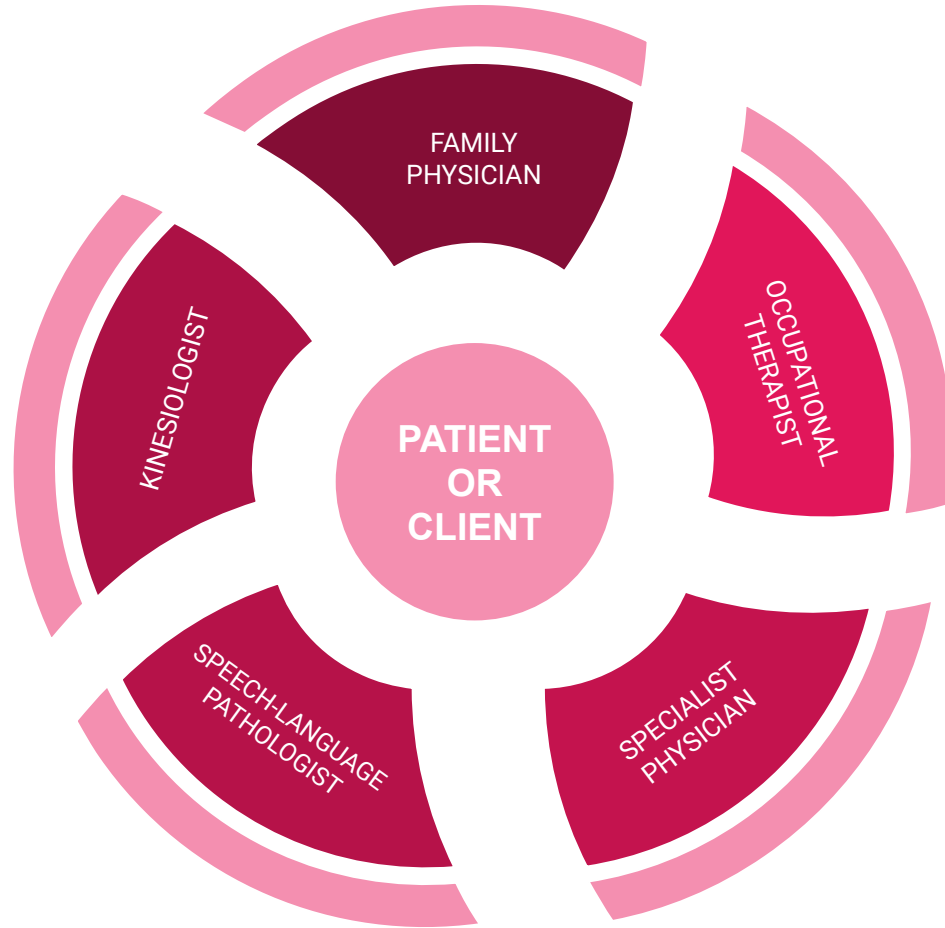 FAMILY
PHYSICIAN
OCCUPATIONAL
THERAPIST
KINESIOLOGIST
PATIENT
OR
CLIENT
SPEECH-LANGUAGE
PATHOLOGIST
SPECIALIST
PHYSICIAN